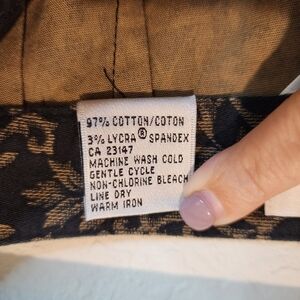 97% COTTON/COTON
3% LYCRA® SPANDEX
CA 23147
MACHINE WASH COLD
GENTLE CYCLE
NON-CHLORINE BLEACH
LINE DRY
WARM IRON